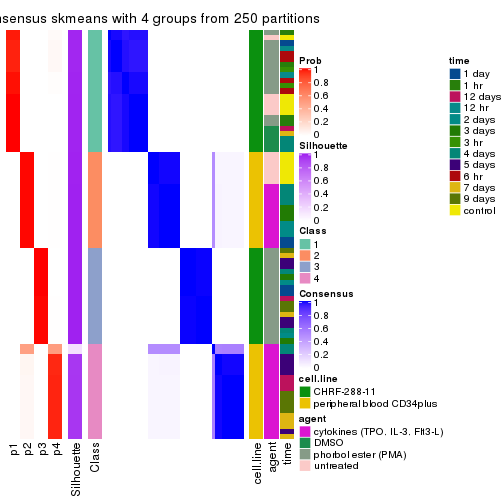 nsensus skmeans with 4 groups from 250 partitions
Prob
1
0.8
0.6
0.4
0.2
0
Silhouette
1
0.8
0.6
0.4
0.2
0
Class
1
2
3
4
Consensus
1
0.8
0.6
0.4
0.2
0
cell.line
CHRF-288-11
peripheral blood CD34plus
agent
cytokines (TPO, IL-3, Flt3-L)
DMSO
phorbol ester (PMA)
untreated
time
1 day
1 hr
12 days
12 hr
2 days
3 days
3 hr
4 days
5 days
6 hr
7 days
9 days
control
p1
p2
p3
p4
Silhouette
Class
cell.line
agent
time